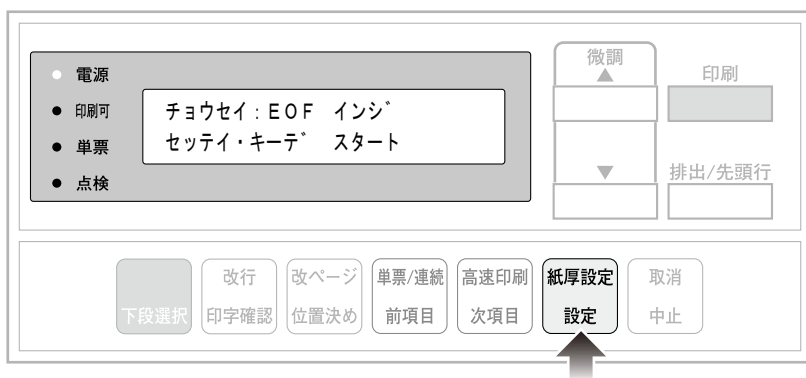 電源
印刷可
単票
点検
チョウセイ:EOF インジ
セッテイ・キーデ スタート
微調
▲
▼
印刷
排出/先頭行
下段選択
改行
印字確認
改ページ
位置決め
単票/連続
前項目
高速印刷
次項目
紙厚設定
設定
取消
中止